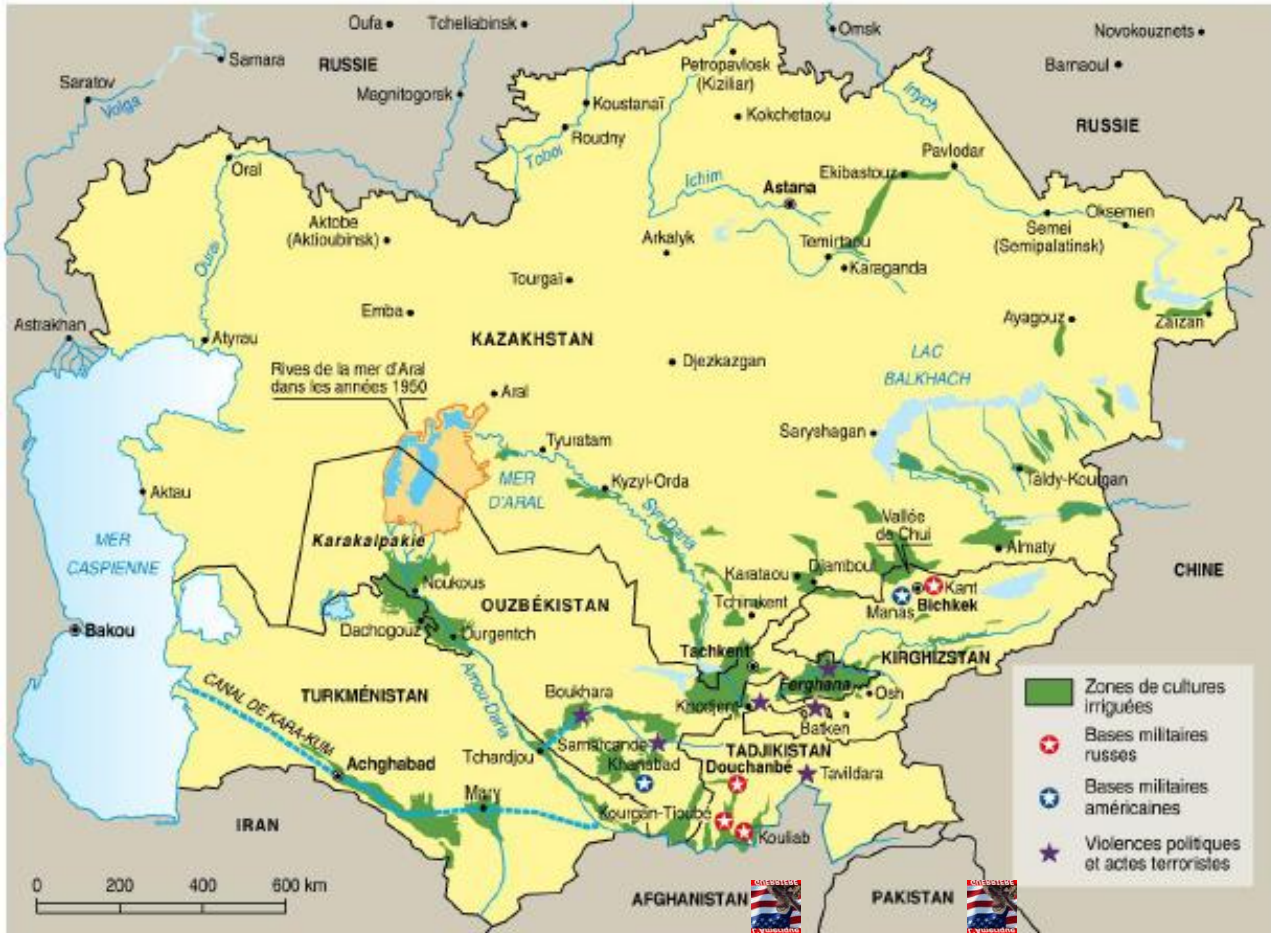 Oufa
Tcheliabinsk
Omsk
Novokouznets
Samara
RUSSIE
Petropavlosk
(Kiziliar)
Barnaoul
Saratov
Volga
Magnitogorsk
Koustanaï
Irtych
Kokchetaou
Roudny
RUSSIE
Tobol
Oral
Pavlodar
Ekibastouz
Ichim
Astana
Oksemen
Aktobe
(Aktioubinsk)
Semei
(Semipalatinsk)
Arkalyk
Temirtaou
Karaganda
Oural
Tourgaï
Emba
Astrakhan
Atyrau
Ayagouz
Zaïzan
KAZAKHSTAN
LAC
BALKHACH
Djezkazgan
Rives de la mer d'Aral
dans les années 1950
Aral
Saryshagan
Tyuratam
MER
D'ARAL
Kyzyl-Orda
Taldy-Kourgan
Aktau
Syr-Daria
Vallée
de Chui
MER
CASPIENNE
Karakalpakie
Almaty
Karataou
Djamboul
CHINE
Noukous
Kant
Manas
Bichkek
OUZBÉKISTAN
Tchimkent
Bakou
Dachogouz
Ourgentch
Tachkent
KIRGHIZSTAN
CANAL DE KARA-KUM
TURKMÉNISTAN
Amou-Daria
Boukhara
Ferghana
Osh
Khodjent
Batken
Samarcande
TADJIKISTAN
Tchardjou
Khanabad
Douchanbé
Tavildara
Achghabad
Mary
Kourgan-Tioubé
Kouliab
IRAN
AFGHANISTAN
PAKISTAN
Zones de cultures
irriguées
Bases militaires
russes
Bases militaires
américaines
Violences politiques
et actes terroristes
0 200 400 600 km